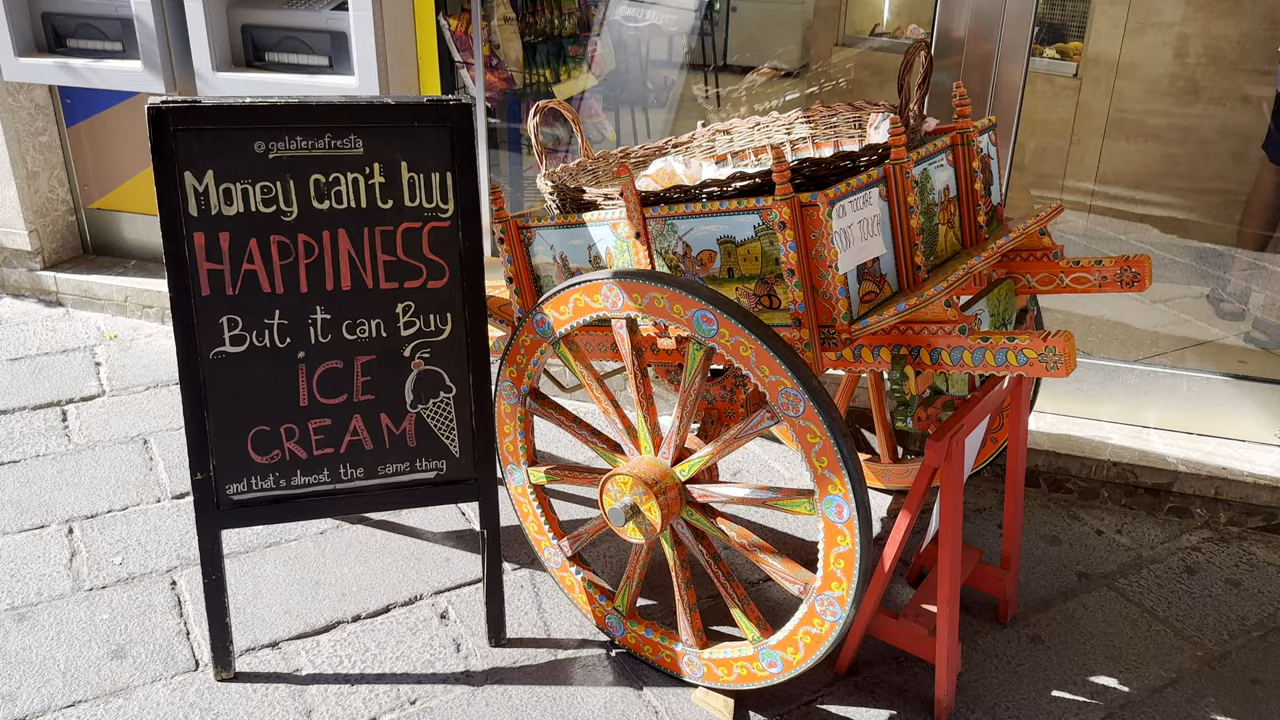 @gelateriafresta
Money can't buy
HAPPINESS
But it can Buy
ICE
CREAM
and that's almost the same thing
NON TOCCARE
DON'T TOUCH